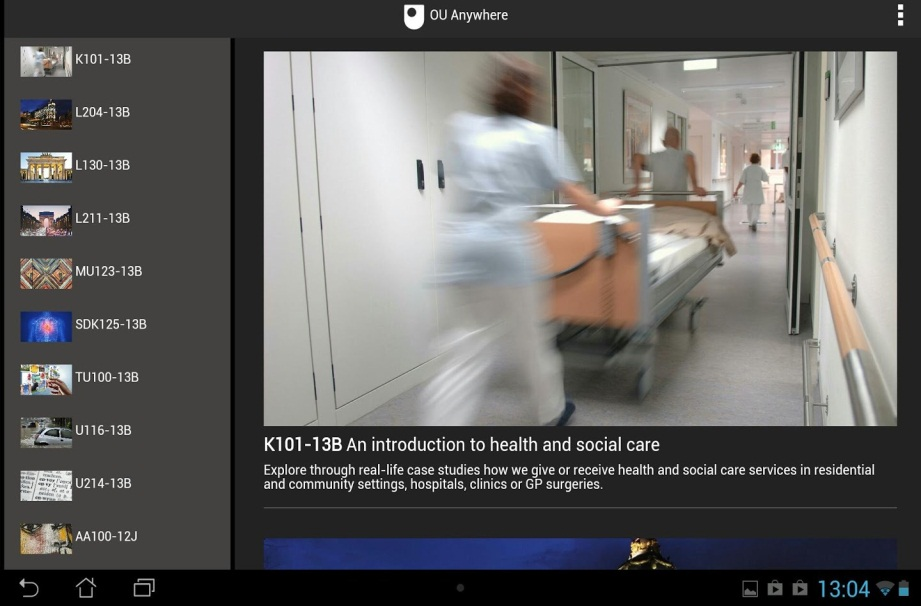 OU Anywhere
K101-13B
L204-13B
L130-13B
L211-13B
MU123-13B
SDK125-13B
TU100-13B
U116-13B
U214-13B
AA100-12J
K101-13B An introduction to health and social care
Explore through real-life case studies how we give or receive health and social care services in residential
and community settings, hospitals, clinics or GP surgeries.
13:04